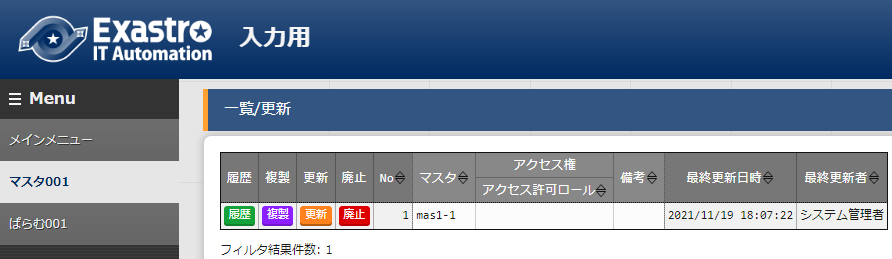 Exastro
IT Automation
入力用
Menu
一覧/更新
メインメニュー
マスタ001
ぱらむ001
履歴 複製 更新 廃止 No マスタ アクセス権 備考 最終更新日時 最終更新者
アクセス許可ロール
履歴 複製 更新 廃止 1 mas1-1 2021/11/19 18:07:22 システム管理者
フィルタ結果件数: 1